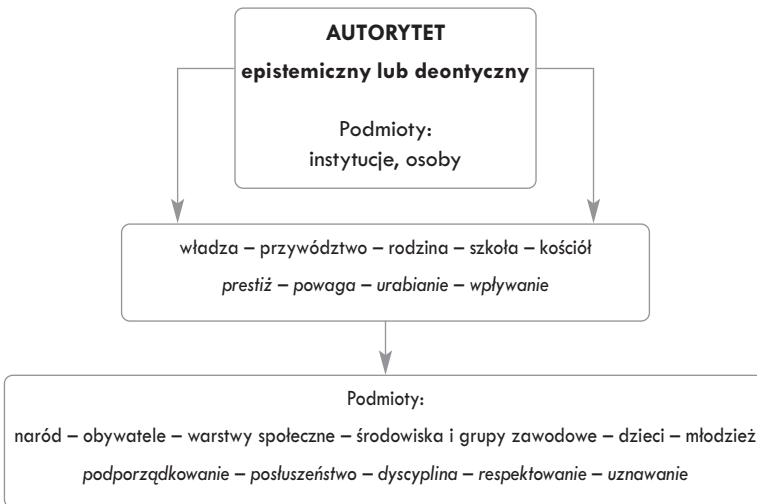 AUTORYTET
epistemiczny lub deontyczny
Podmioty:
instytucje, osoby
władza – przywództwo – rodzina – szkoła – kościół
prestiż – powaga – urabianie – wpływanie
Podmioty:
naród – obywatele – warstwy społeczne – środowiska i grupy zawodowe – dzieci – młodzież
podporządkowanie – posłuszeństwo – dyscyplina – respektowanie – uznawanie